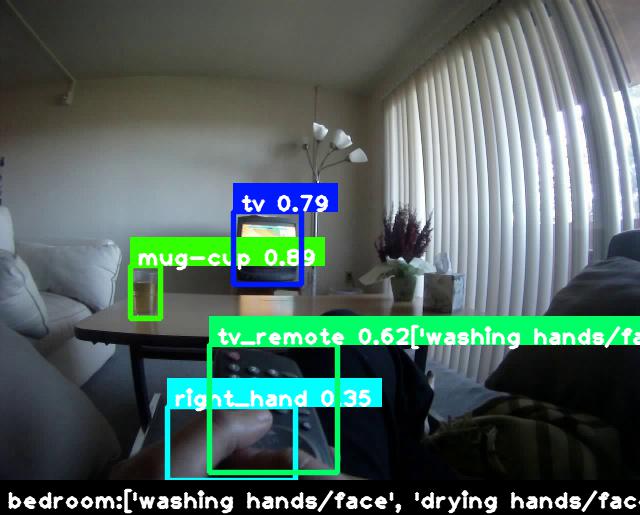 tv 0.79
mug-cup 0.89
tv_remote 0.62['washing hands/fa
right_hand 0.35
bedroom:['washing hands/face', 'drying hands/fac